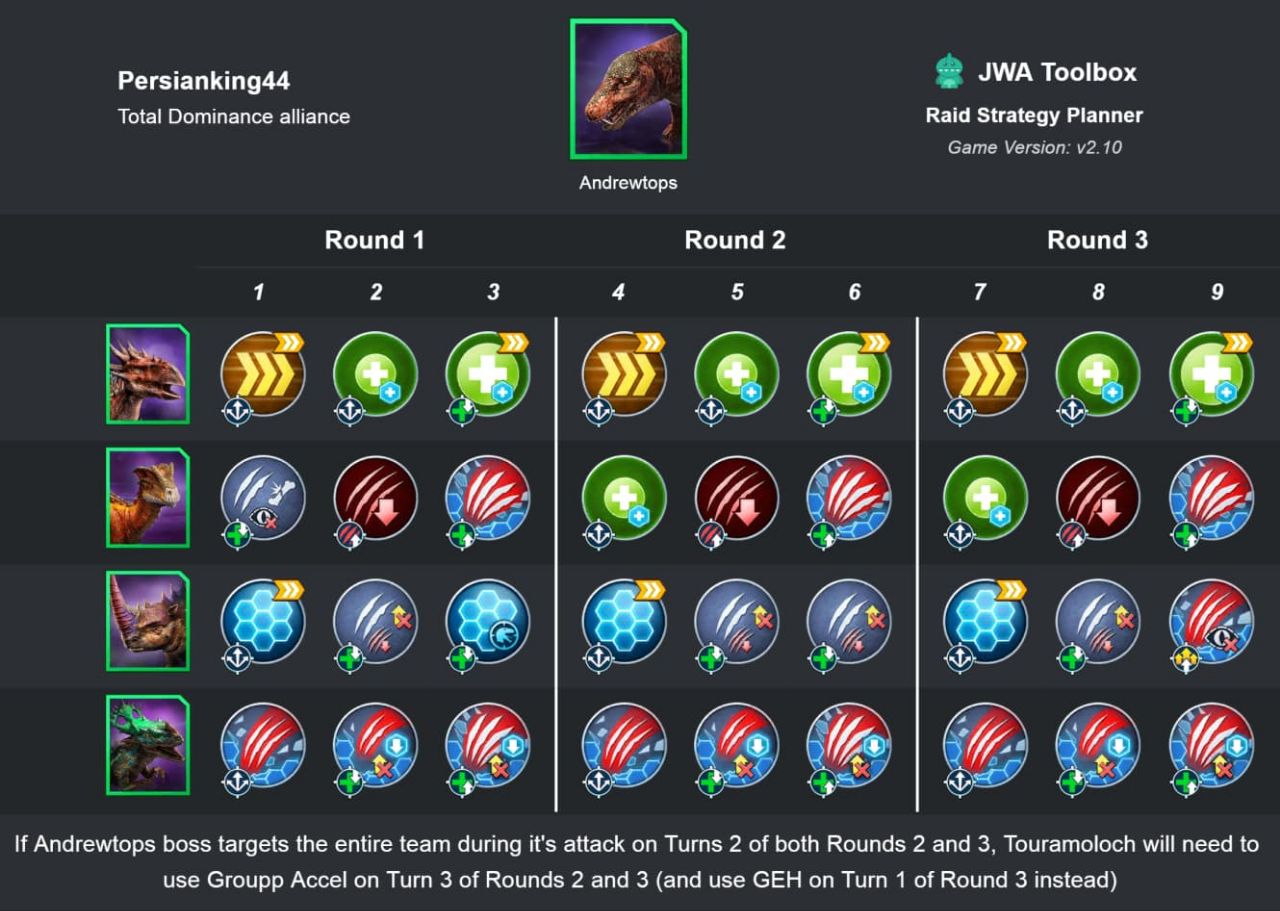 Persianking44
Total Dominance alliance
Andrewtops
JWA Toolbox
Raid Strategy Planner
Game Version: v2.10
Round 1 Round 2 Round 3
1 2 3 4 5 6 7 8 9
If Andrewtops boss targets the entire team during it's attack on Turns 2 of both Rounds 2 and 3, Touramoloch will need to
use Groupp Accel on Turn 3 of Rounds 2 and 3 (and use GEH on Turn 1 of Round 3 instead)